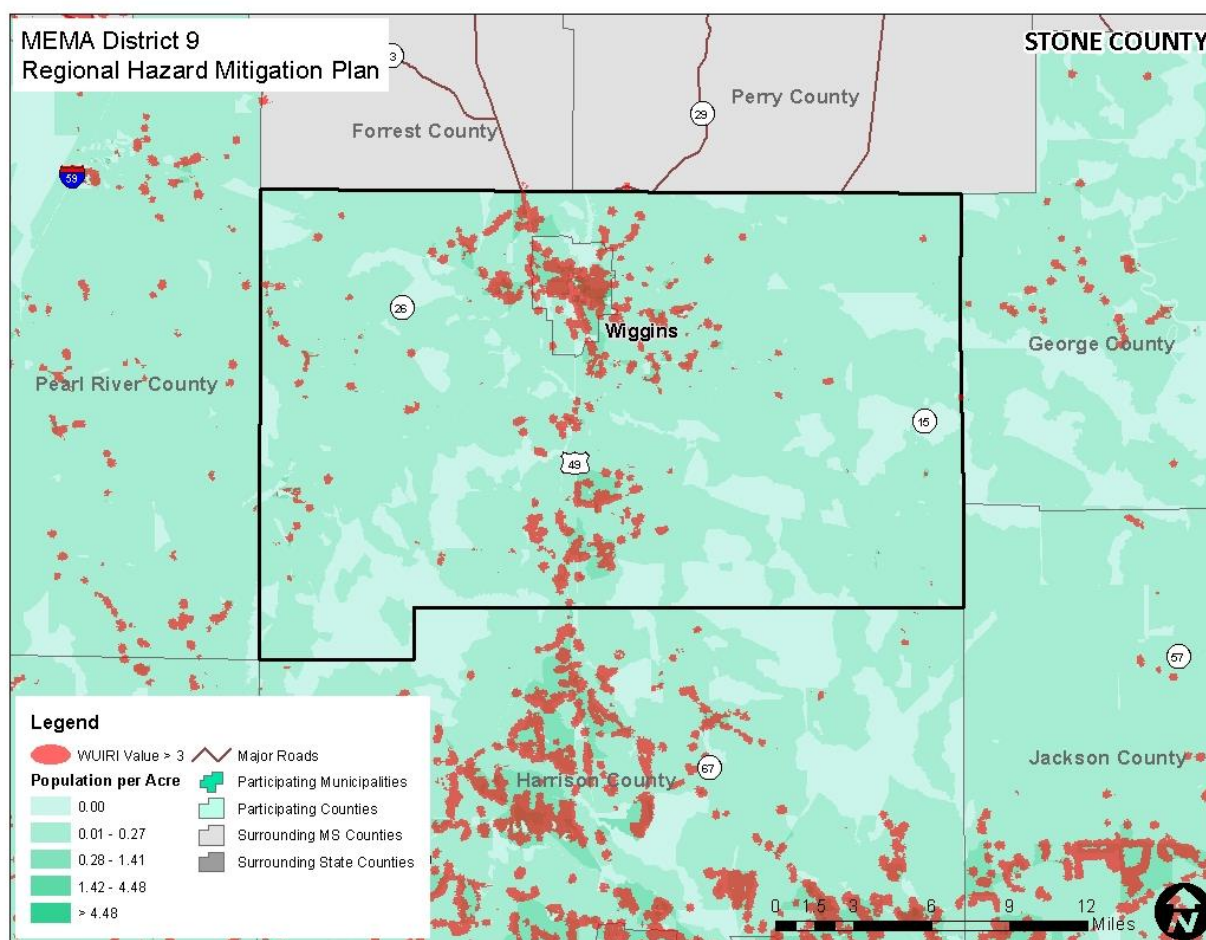 MEMA District 9
Regional Hazard Mitigation Plan
STONE COUNTY
3
29
Perry County
Forrest County
59
26
Wiggins
George County
Pearl River County
15
49
57
Jackson County
67
Harrison County
Legend
WUIRI Value > 3
Major Roads
Population per Acre
Participating Municipalities
0.00
Participating Counties
0.01 - 0.27
Surrounding MS Counties
0.28 - 1.41
Surrounding State Counties
1.42 - 4.48
> 4.48
0 1.5 3 6 9 12
Miles
N